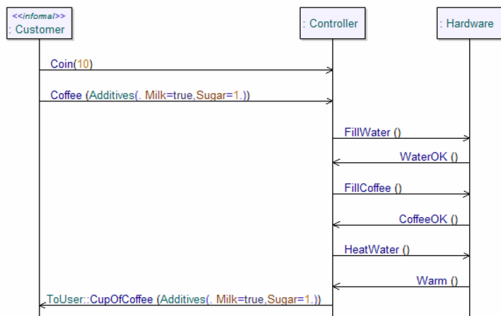 <<informal>>
: Customer
: Controller
: Hardware
Coin(10)
Coffee (Additives(. Milk=true,Sugar=1.))
FillWater ()
WaterOK ()
FillCoffee ()
CoffeeOK ()
HeatWater ()
Warm ()
ToUser::CupOfCoffee (Additives(. Milk=true,Sugar=1.))